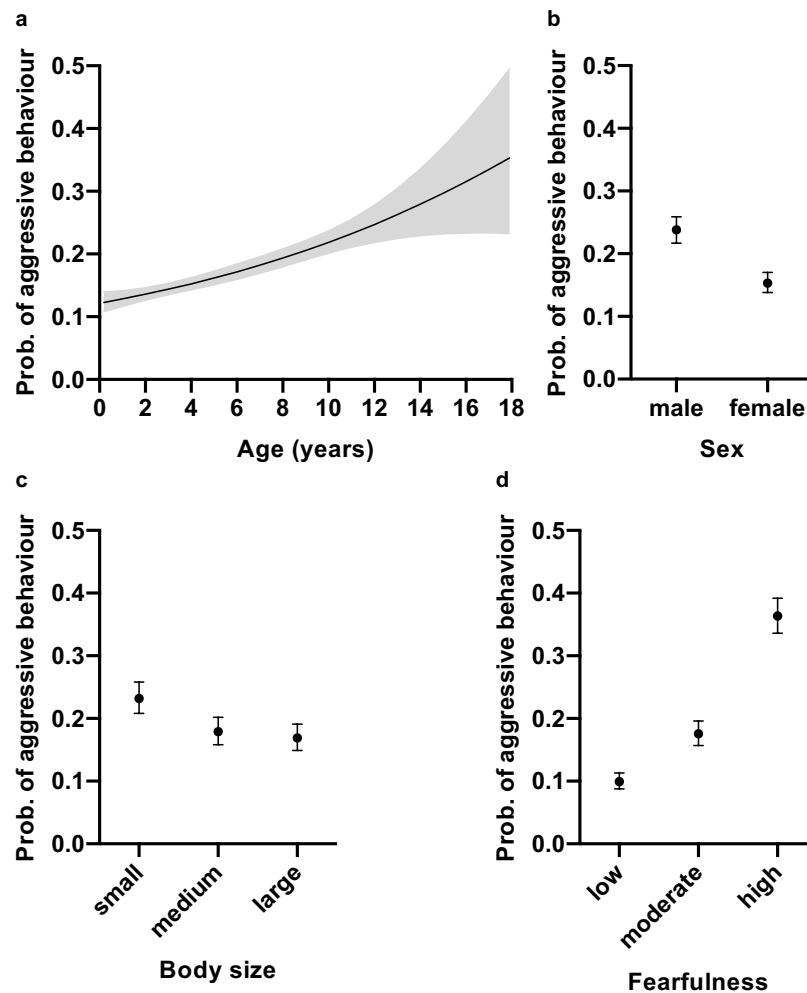 a
Prob. of aggressive behaviour
0.5
0.4
0.3
0.2
0.1
0.0
0 2 4 6 8 10 12 14 16 18
Age (years)
b
Prob. of aggressive behaviour
0.5
0.4
0.3
0.2
0.1
0.0
male female
Sex
c
Prob. of aggressive behaviour
0.5
0.4
0.3
0.2
0.1
0.0
small
medium
large
Body size
d
Prob. of aggressive behaviour
0.5
0.4
0.3
0.2
0.1
0.0
low
moderate
high
Fearfulness